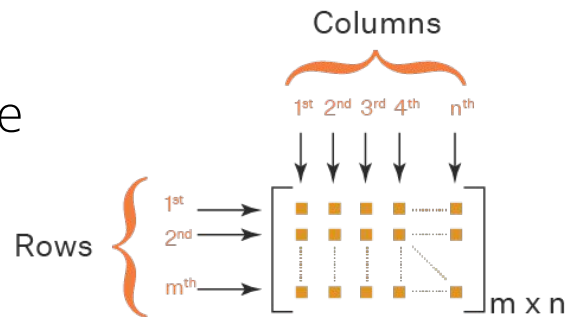 Columns
1st 2nd 3rd 4th nth
e
1st
2nd
Rows
mth
m x n